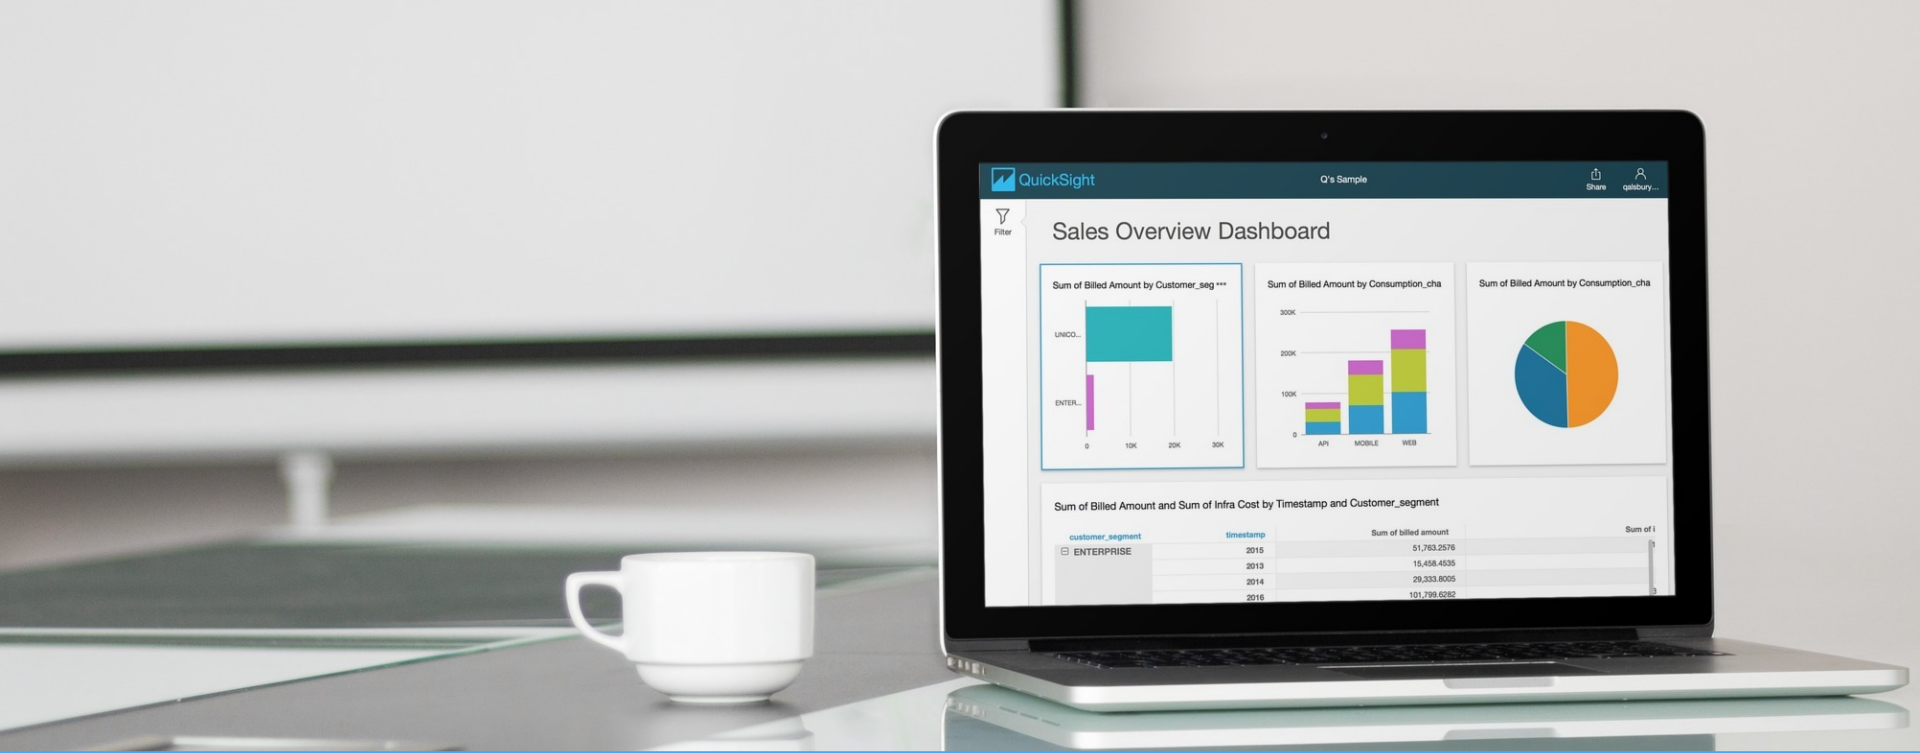 QuickSight
Q's Sample
Share
qalsbury...
Filter
Sales Overview Dashboard
Sum of Billed Amount by Customer_seg
UNICO...
ENTER...
0 10K 20K 30K
Sum of Billed Amount by Consumption_cha
300K
200K
100K
0
API MOBILE WEB
Sum of Billed Amount by Consumption_cha
Sum of Billed Amount and Sum of Infra Cost by Timestamp and Customer_segment
customer_segment timestamp Sum of billed amount Sum of i
ENTERPRISE 2015 51,763.2576
2013 15,458.4535
2014 29,333.8005
2016 101,799.6282